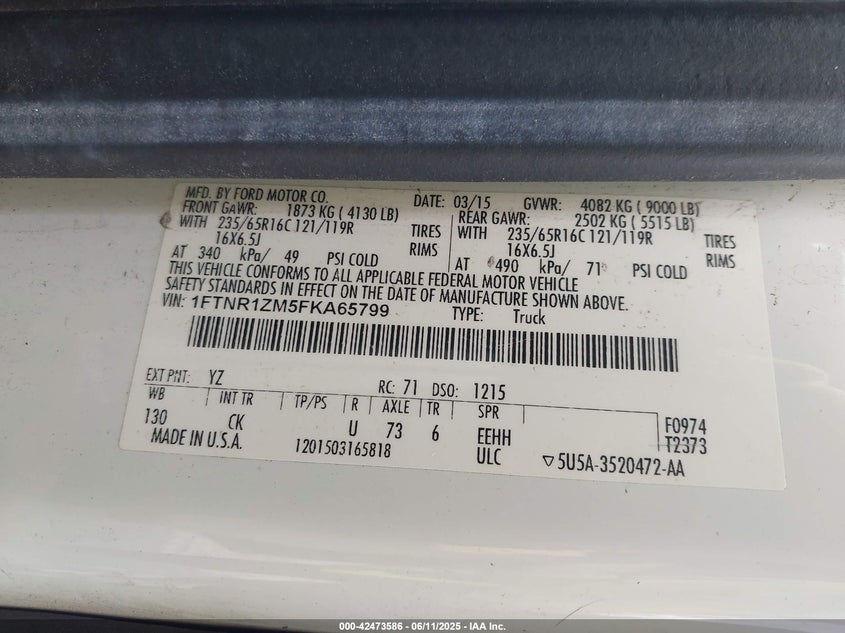 MFD. BY FORD MOTOR CO. DATE: 03/15 GVWR: 4082 KG ( 9000 LB)
FRONT GAWR: 1873 KG ( 4130 LB) REAR GAWR: 2502 KG ( 5515 LB)
WITH 235/65R16C 121/119R TIRES WITH 235/65R16C 121/119R TIRES
16X6.5J RIMS 16X6.5J RIMS
AT 340 kPa/ 49 PSI COLD AT 490 kPa/ 71 PSI COLD
THIS VEHICLE CONFORMS TO ALL APPLICABLE FEDERAL MOTOR VEHICLE
SAFETY STANDARDS IN EFFECT ON THE DATE OF MANUFACTURE SHOWN ABOVE.
VIN: 1FTNR1ZM5FKA65799 TYPE: Truck
EXT PNT: YZ RC: 71 DSO: 1215
WB INT TR TP/PS R AXLE TR SPR F0974
130 CK U 73 6 EEHH T2373
MADE IN U.S.A. 1201503165818 ULC ▽5U5A-3520472-AA
000-42473586 - 06/11/2025 - IAA Inc.